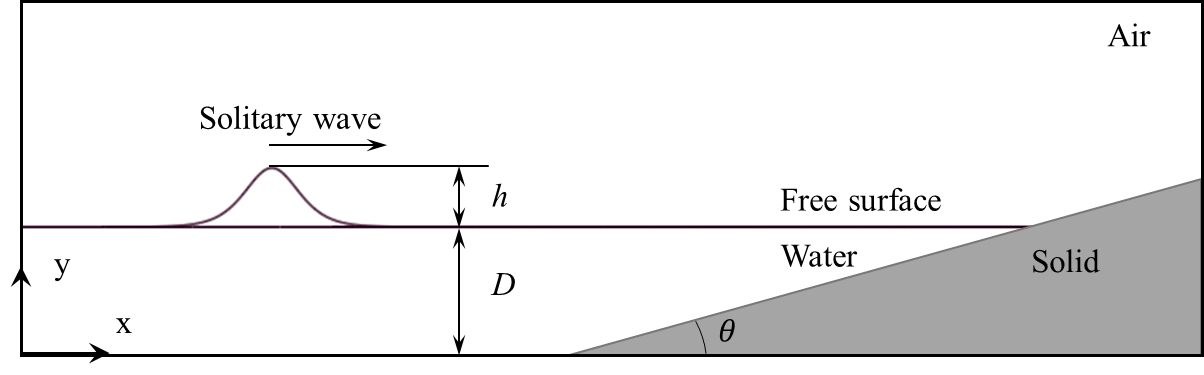 Air
Solitary wave
h
Free surface
Water
Solid
y
D
x
θ